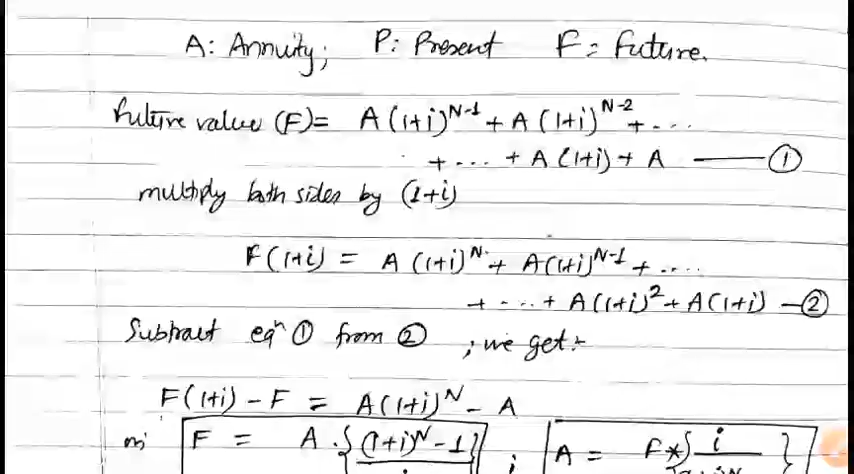 A: Annuity; P: Present F = Future.
Future value (F) = A(1+i)^N-1 + A(1+i)^N-2 + ....
+ ... + A(1+i) + A —— ①
multiply both sides by (1+i)
F(1+i) = A(1+i)^N + A(1+i)^N-1 + ....
+ ... + A(1+i)^2 + A(1+i) — ②
Subtract eqn ① from ② ; we get :-
F(1+i) - F = A(1+i)^N - A
F = A . { (1+i)^N - 1 } ; A = F * { i }